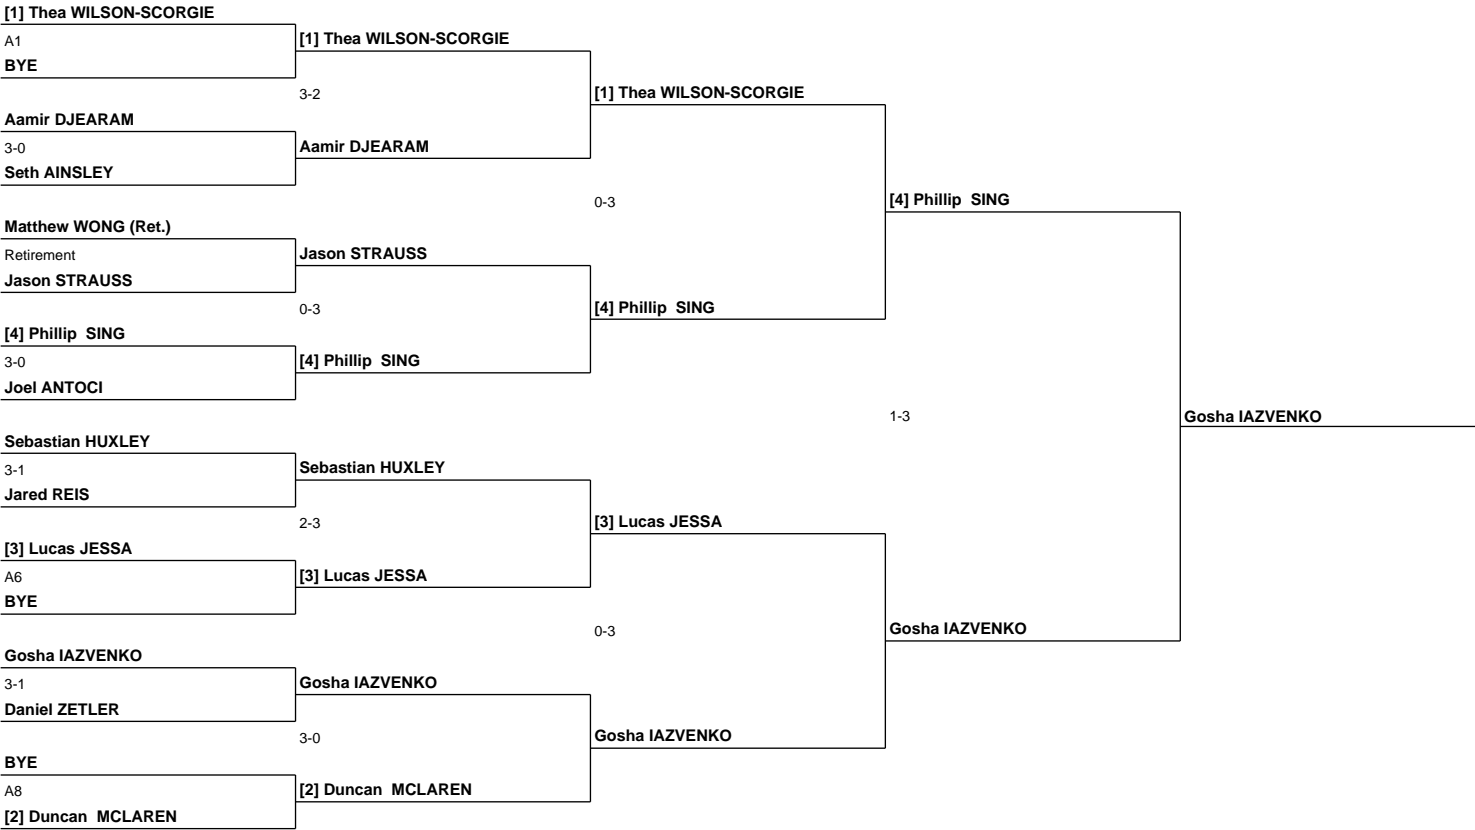 [1] Thea WILSON-SCORGIE
A1
BYE
Aamir DJEARAM
3-0
Seth AINSLEY
Matthew WONG (Ret.)
Retirement
Jason STRAUSS
[4] Phillip  SING
3-0
Joel ANTOCI
Sebastian HUXLEY
3-1
Jared REIS
[3] Lucas JESSA
A6
BYE
Gosha IAZVENKO
3-1
Daniel ZETLER
BYE
A8
[2] Duncan  MCLAREN
[1] Thea WILSON-SCORGIE
3-2
Aamir DJEARAM
Jason STRAUSS
0-3
[4] Phillip  SING
Sebastian HUXLEY
2-3
[3] Lucas JESSA
Gosha IAZVENKO
3-0
[2] Duncan  MCLAREN
[1] Thea WILSON-SCORGIE
0-3
[4] Phillip  SING
[3] Lucas JESSA
0-3
Gosha IAZVENKO
[4] Phillip  SING
1-3
Gosha IAZVENKO
Gosha IAZVENKO